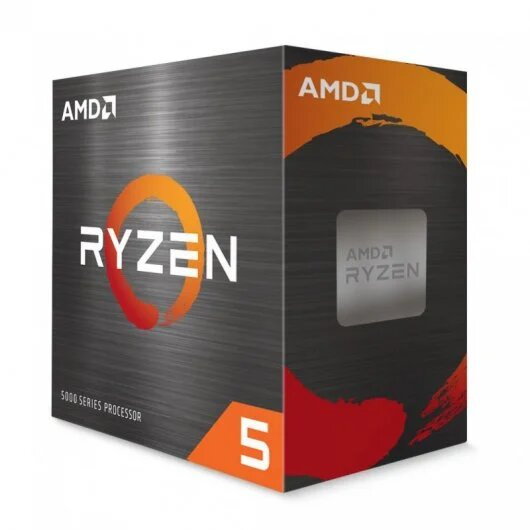 AMD
RYZEN
5000 SERIES PROCESSOR
5
AMD
AMD
RYZEN